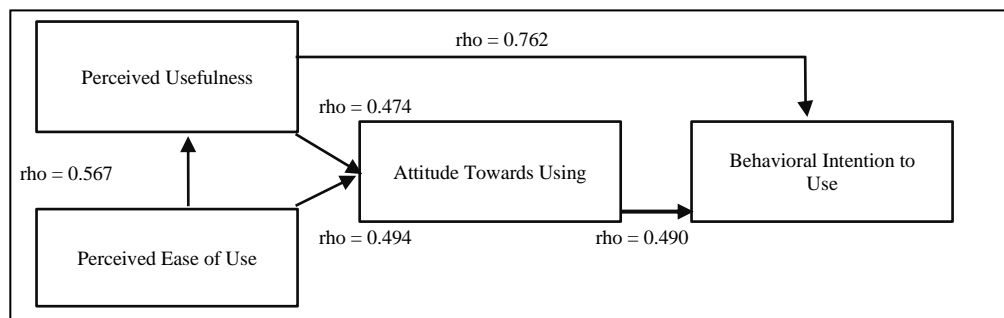 rho = 0.762
Perceived Usefulness
rho = 0.474
rho = 0.567
Attitude Towards Using
Behavioral Intention to
Use
Perceived Ease of Use
rho = 0.494
rho = 0.490